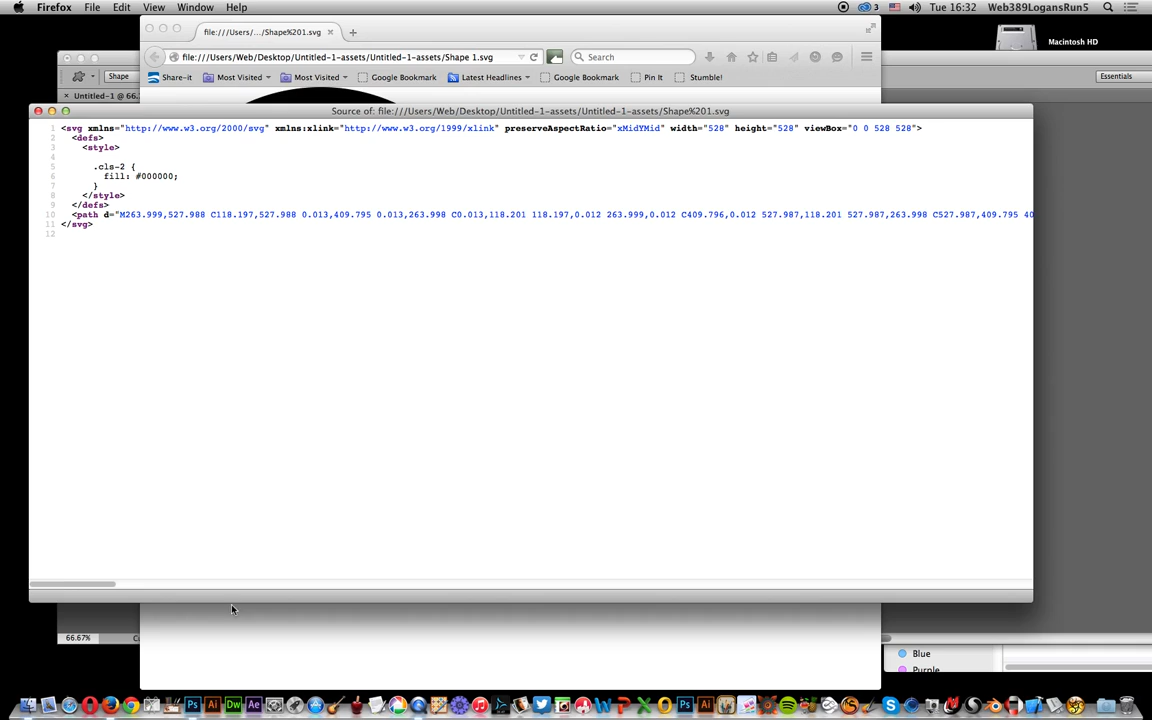 Firefox File Edit View History Window Help 3 Tue 16:32 Web389LogansRun5
file:///Users/.../Shape%201.svg
Macintosh HD
file:///Users/Web/Desktop/Untitled-1-assets/Untitled-1-assets/Shape 1.svg Search
Shape
Essentials
Share-it Most Visited Most Visited Google Bookmark Latest Headlines Google Bookmark Pin It Stumble!
Untitled-1 @ 66.
Source of: file:///Users/Web/Desktop/Untitled-1-assets/Untitled-1-assets/Shape%201.svg
1 <svg xmlns="http://www.w3.org/2000/svg" xmlns:xlink="http://www.w3.org/1999/xlink" preserveAspectRatio="xMidYMid" width="528" height="528" viewBox="0 0 528 528">
2 <defs>
3 <style>
4
5 .cls-2 {
6 fill: #000000;
7 }
8 </style>
9 </defs>
10 <path d="M263.999,527.988 C118.197,527.988 0.013,409.795 0.013,263.998 C0.013,118.201 118.197,0.012 263.999,0.012 C409.796,0.012 527.987,118.201 527.987,263.998 C527.987,409.795 40
11 </svg>
12
66.67%
Blue
Purple